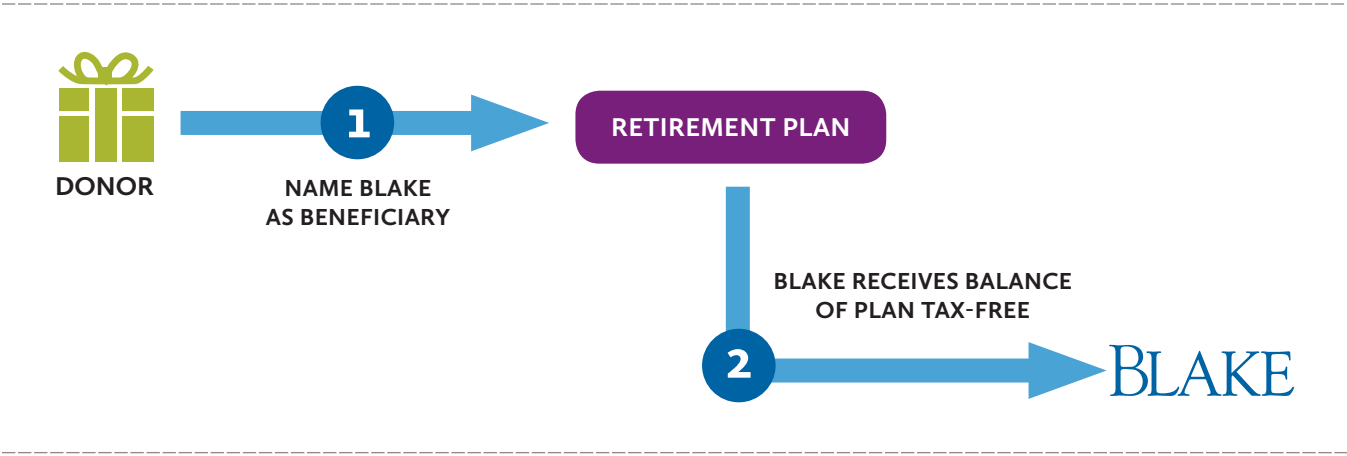 DONOR
1
NAME BLAKE
AS BENEFICIARY
RETIREMENT PLAN
BLAKE RECEIVES BALANCE
OF PLAN TAX-FREE
2
BLAKE